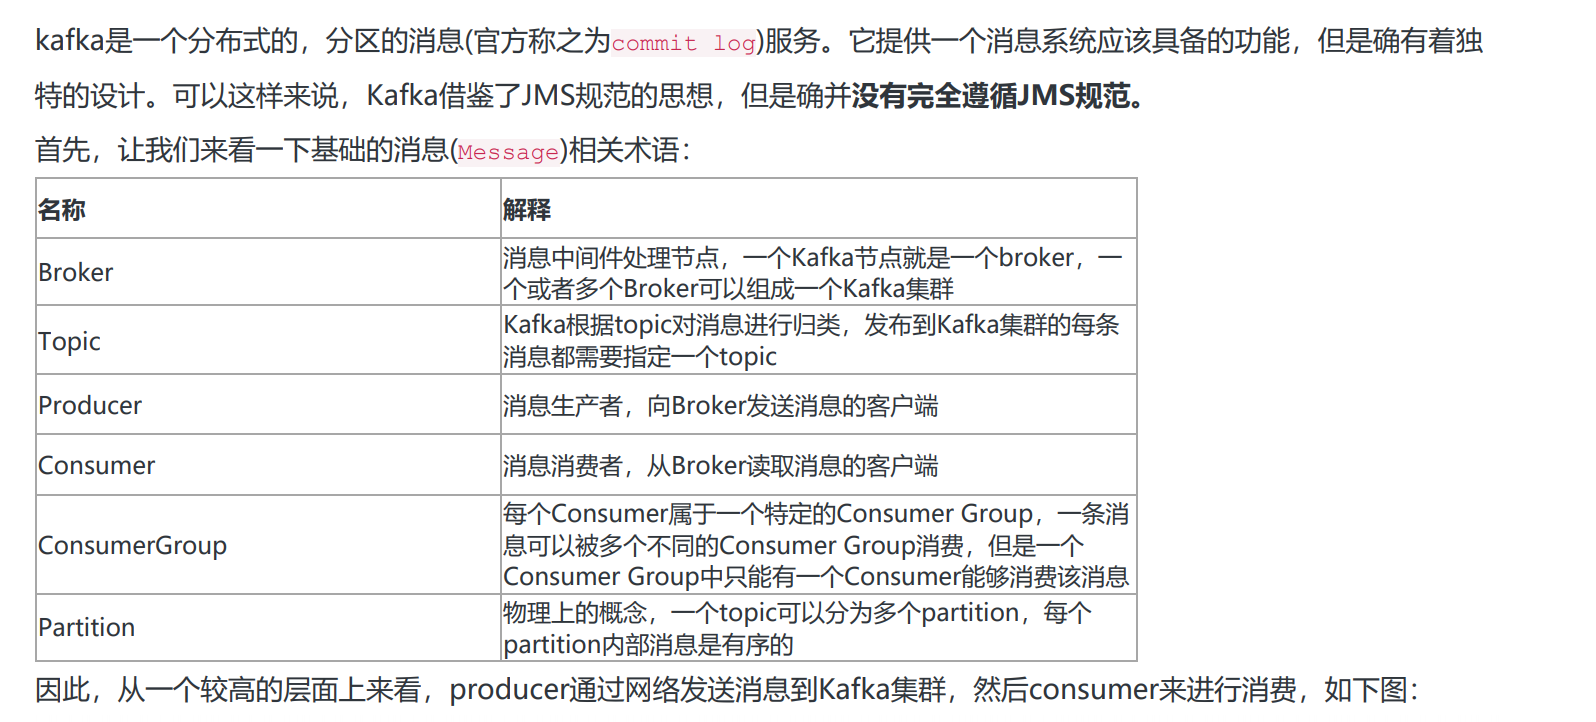 kafka是一个分布式的，分区的消息(官方称之为commit log)服务。它提供一个消息系统应该具备的功能，但是确有着独
特的设计。可以这样来说，Kafka借鉴了JMS规范的思想，但是确并没有完全遵循JMS规范。
首先，让我们来看一下基础的消息(Message)相关术语：
名称 解释
Broker
消息中间件处理节点，一个Kafka节点就是一个broker，一
个或者多个Broker可以组成一个Kafka集群
Topic
Kafka根据topic对消息进行归类，发布到Kafka集群的每条
消息都需要指定一个topic
Producer 消息生产者，向Broker发送消息的客户端
Consumer 消息消费者，从Broker读取消息的客户端
ConsumerGroup
每个Consumer属于一个特定的Consumer Group，一条消
息可以被多个不同的Consumer Group消费，但是一个
Consumer Group中只能有一个Consumer能够消费该消息
Partition
物理上的概念，一个topic可以分为多个partition，每个
partition内部消息是有序的
因此，从一个较高的层面上来看，producer通过网络发送消息到Kafka集群，然后consumer来进行消费，如下图：